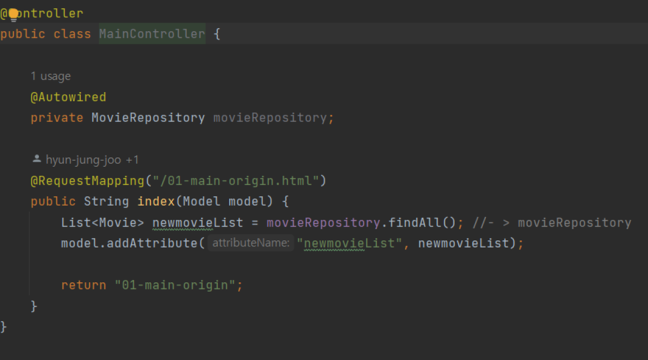 @Controller
public class MainController {
1 usage
@Autowired
private MovieRepository movieRepository;
hyun-jung-joo +1
@RequestMapping("/01-main-origin.html")
public String index(Model model) {
List<Movie> newmovieList = movieRepository.findAll(); //- > movieRepository
model.addAttribute( attributeName: "newmovieList", newmovieList);
return "01-main-origin";
}
}